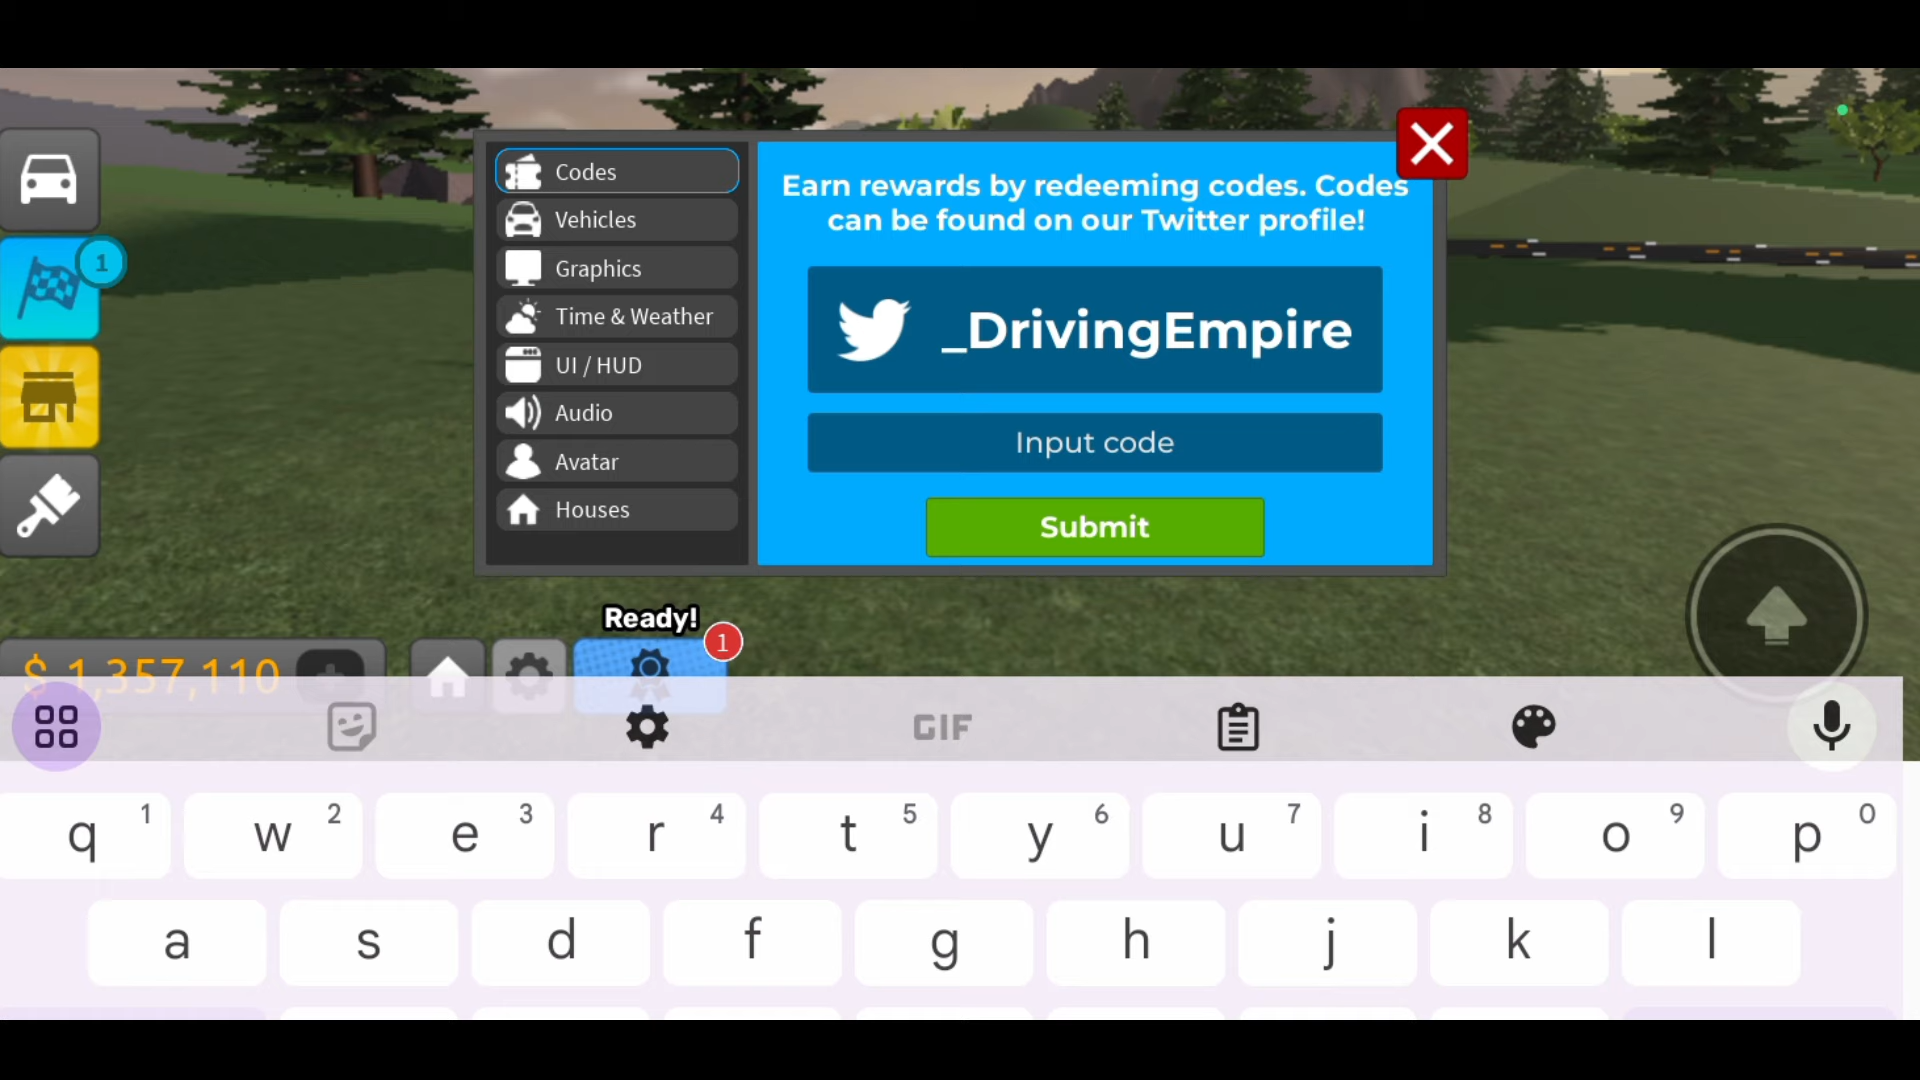 Codes
Vehicles
Graphics
Time & Weather
UI / HUD
Audio
Avatar
Houses
Earn rewards by redeeming codes. Codes
can be found on our Twitter profile!
_DrivingEmpire
Input code
Submit
1
Ready!
1
$ 1,357,110
GIF
q 1 w 2 e 3 r 4 t 5 y 6 u 7 i 8 o 9 p 0
a s d f g h j k l